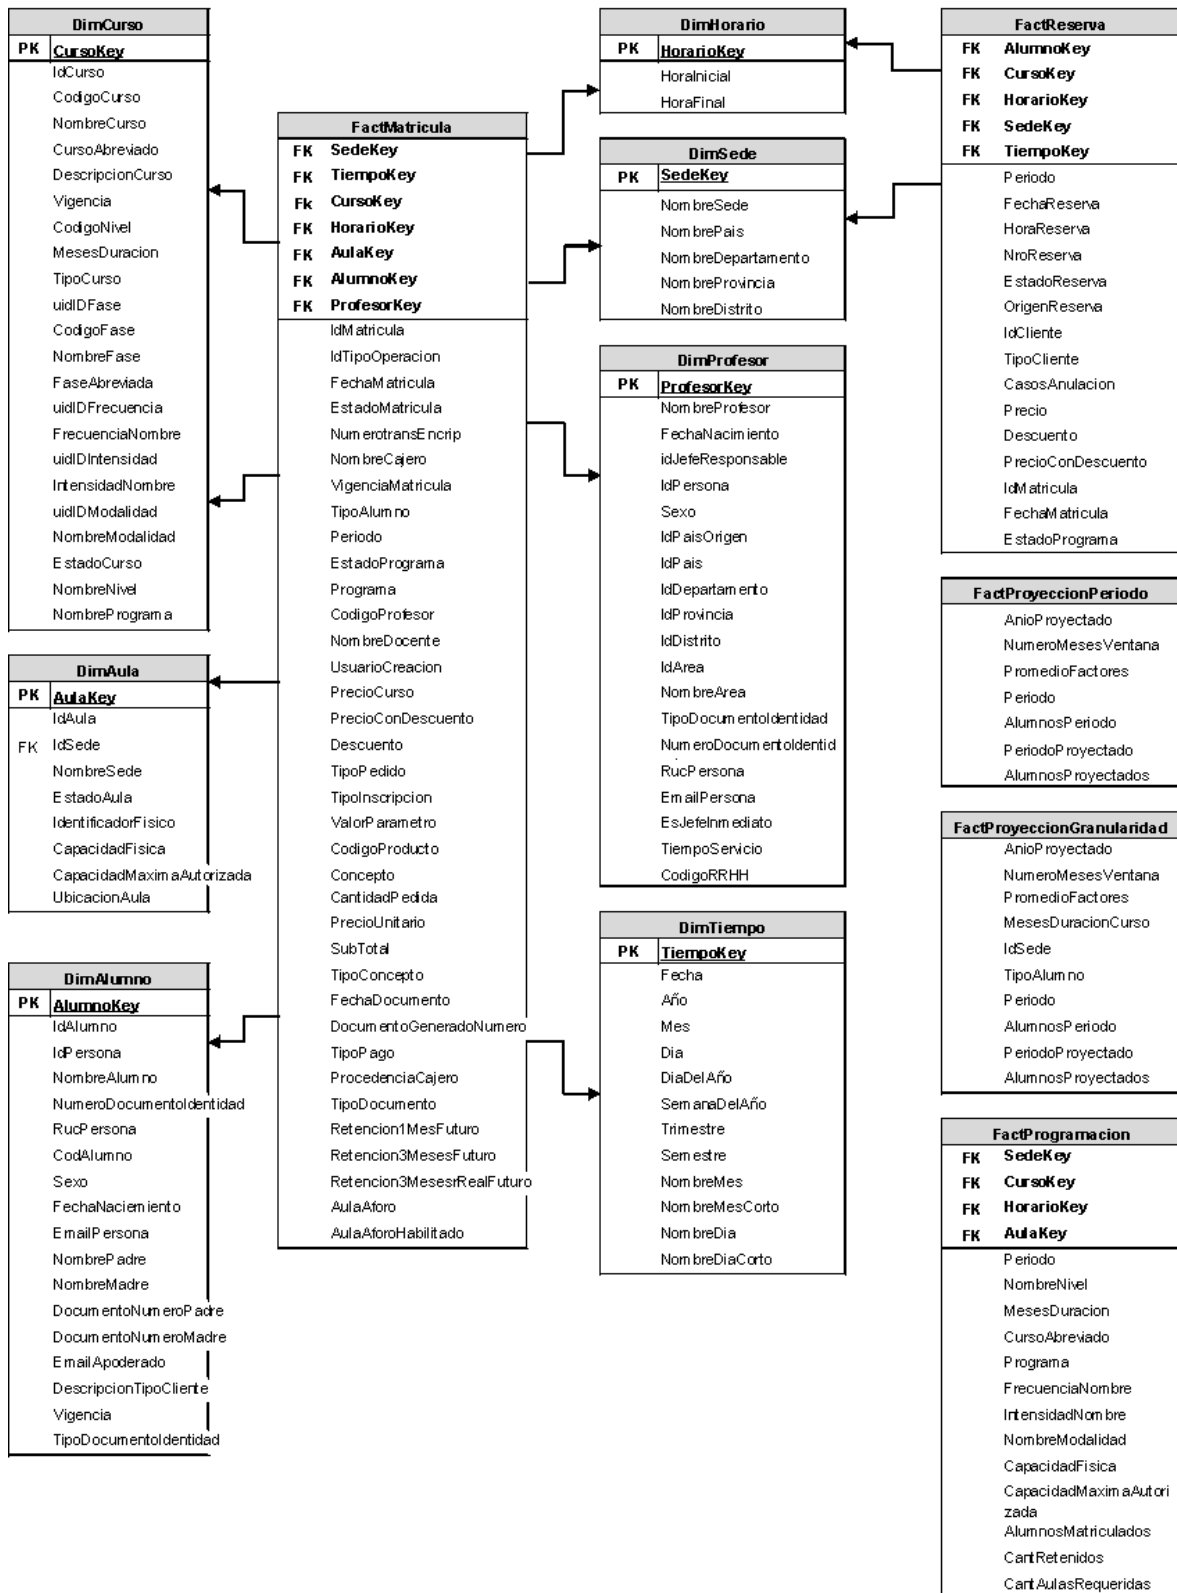 DimCurso
PK CursoKey
IdCurso
CodigoCurso
NombreCurso
CursoAbreviado
DescripcionCurso
Vigencia
CodigoNivel
MesesDuracion
TipoCurso
uidIDFase
CodigoFase
NombreFase
FaseAbreviada
uidIDFrecuencia
FrecuenciaNombre
uidIDIntensidad
IntensidadNombre
uidIDModalidad
NombreModalidad
EstadoCurso
NombreNivel
NombrePrograma
DimAula
PK AulaKey
IdAula
FK IdSede
NombreSede
EstadoAula
IdentificadorFisico
CapacidadFisica
CapacidadMaximaAutorizada
UbicacionAula
DimAlumno
PK AlumnoKey
IdAlumno
IdPersona
NombreAlumno
NumeroDocumentoIdentidad
RucPersona
CodAlumno
Sexo
FechaNaciemiento
EmailPersona
NombrePadre
NombreMadre
DocumentoNumeroPadre
DocumentoNumeroMadre
EmailApoderado
DescripcionTipoCliente
Vigencia
TipoDocumentoIdentidad
FactMatricula
FK SedeKey
FK TiempoKey
Fk CursoKey
FK HorarioKey
FK AulaKey
FK AlumnoKey
FK ProfesorKey
IdMatricula
IdTipoOperacion
FechaMatricula
EstadoMatricula
NumerotransEncrip
NombreCajero
VigenciaMatricula
TipoAlumno
Periodo
EstadoPrograma
Programa
CodigoProfesor
NombreDocente
UsuarioCreacion
PrecioCurso
PrecioConDescuento
Descuento
TipoPedido
TipoInscripcion
ValorParametro
CodigoProducto
Concepto
CantidadPedida
PrecioUnitario
SubTotal
TipoConcepto
FechaDocumento
DocumentoGeneradoNumero
TipoPago
ProcedenciaCajero
TipoDocumento
Retencion1MesFuturo
Retencion3MesesFuturo
Retencion3MesesrRealFuturo
AulaAforo
AulaAforoHabilitado
DimHorario
PK HorarioKey
HoraInicial
HoraFinal
DimSede
PK SedeKey
NombreSede
NombrePais
NombreDepartamento
NombreProvincia
NombreDistrito
DimProfesor
PK ProfesorKey
NombreProfesor
FechaNacimiento
idJefeResponsable
IdPersona
Sexo
IdPaisOrigen
IdPais
IdDepartamento
IdProvincia
IdDistrito
IdArea
NombreArea
TipoDocumentoIdentidad
NumeroDocumentoIdentid
RucPersona
EmailPersona
EsJefeInmediato
TiempoServicio
CodigoRRHH
DimTiempo
PK TiempoKey
Fecha
Año
Mes
Dia
DiaDelAño
SemanaDelAño
Trimestre
Semestre
NombreMes
NombreMesCorto
NombreDia
NombreDiaCorto
FactReserva
FK AlumnoKey
FK CursoKey
FK HorarioKey
FK SedeKey
FK TiempoKey
Periodo
FechaReserva
HoraReserva
NroReserva
EstadoReserva
OrigenReserva
IdCliente
TipoCliente
CasosAnulacion
Precio
Descuento
PrecioConDescuento
IdMatricula
FechaMatricula
EstadoPrograma
FactProyeccionPeriodo
AnioProyectado
NumeroMesesVentana
PromedioFactores
Periodo
AlumnosPeriodo
PeriodoProyectado
AlumnosProyectados
FactProyeccionGranularidad
AnioProyectado
NumeroMesesVentana
PromedioFactores
MesesDuracionCurso
IdSede
TipoAlumno
Periodo
AlumnosPeriodo
PeriodoProyectado
AlumnosProyectados
FactProgramacion
FK SedeKey
FK CursoKey
FK HorarioKey
FK AulaKey
Periodo
NombreNivel
MesesDuracion
CursoAbreviado
Programa
FrecuenciaNombre
IntensidadNombre
NombreModalidad
CapacidadFisica
CapacidadMaximaAutori
zada
AlumnosMatriculados
CantRetenidos
CantAulasRequeridas